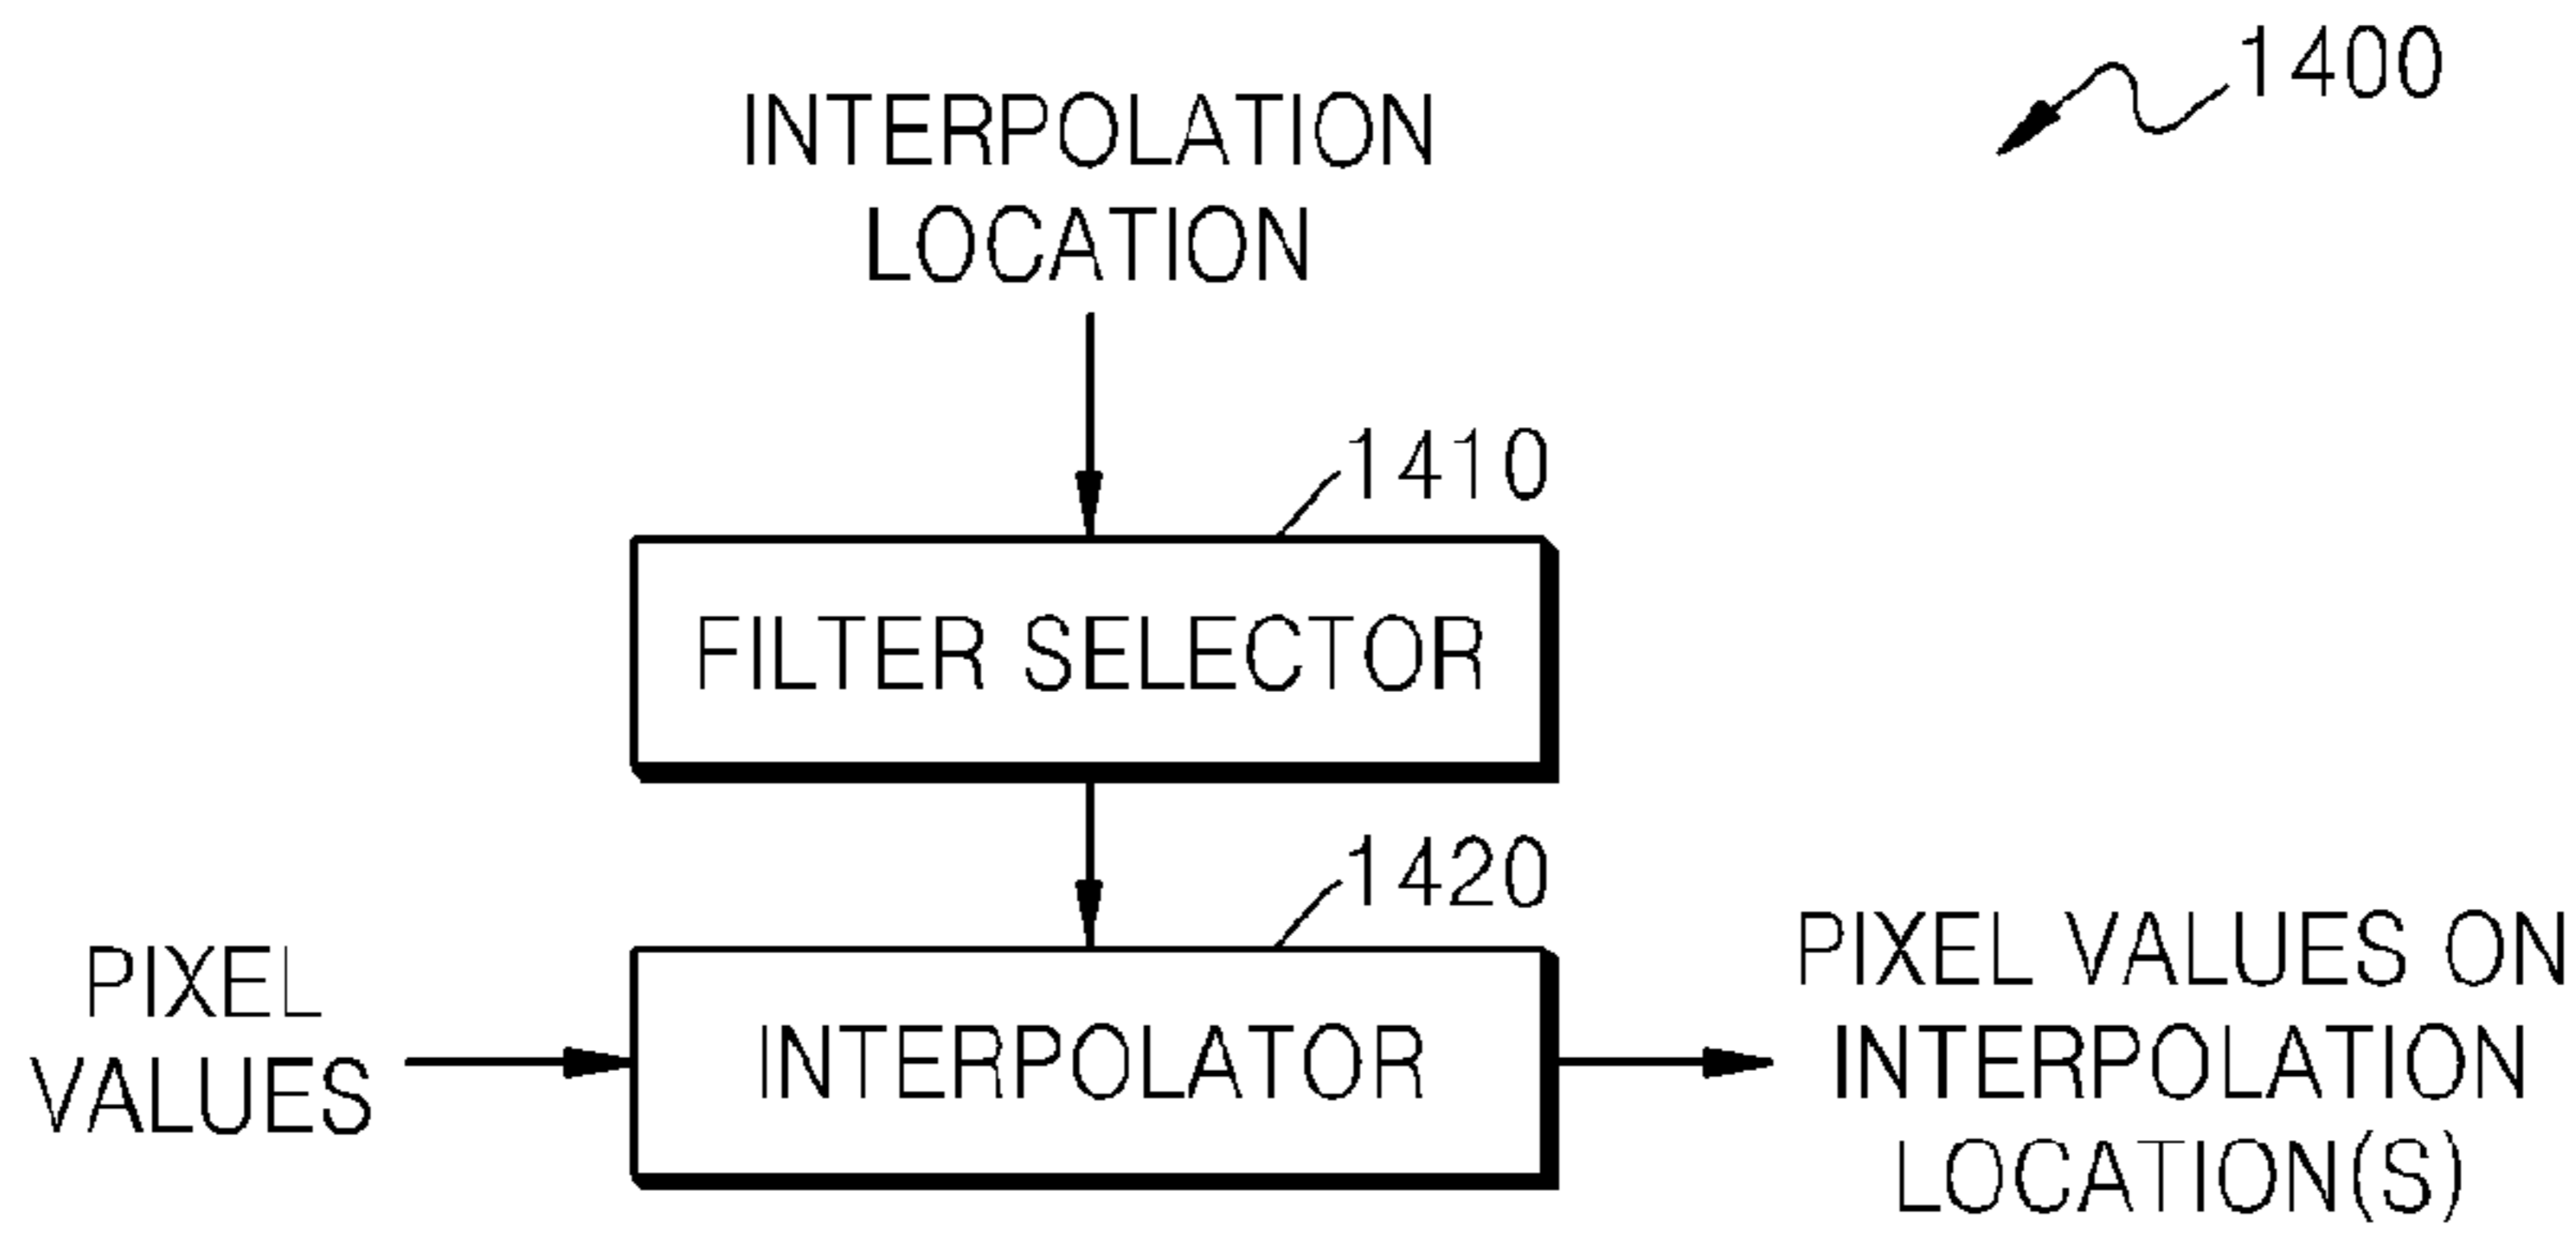 1400
INTERPOLATION
LOCATION
1410
FILTER SELECTOR
1420
PIXEL
VALUES
INTERPOLATOR
PIXEL VALUES ON
INTERPOLATION
LOCATION(S)